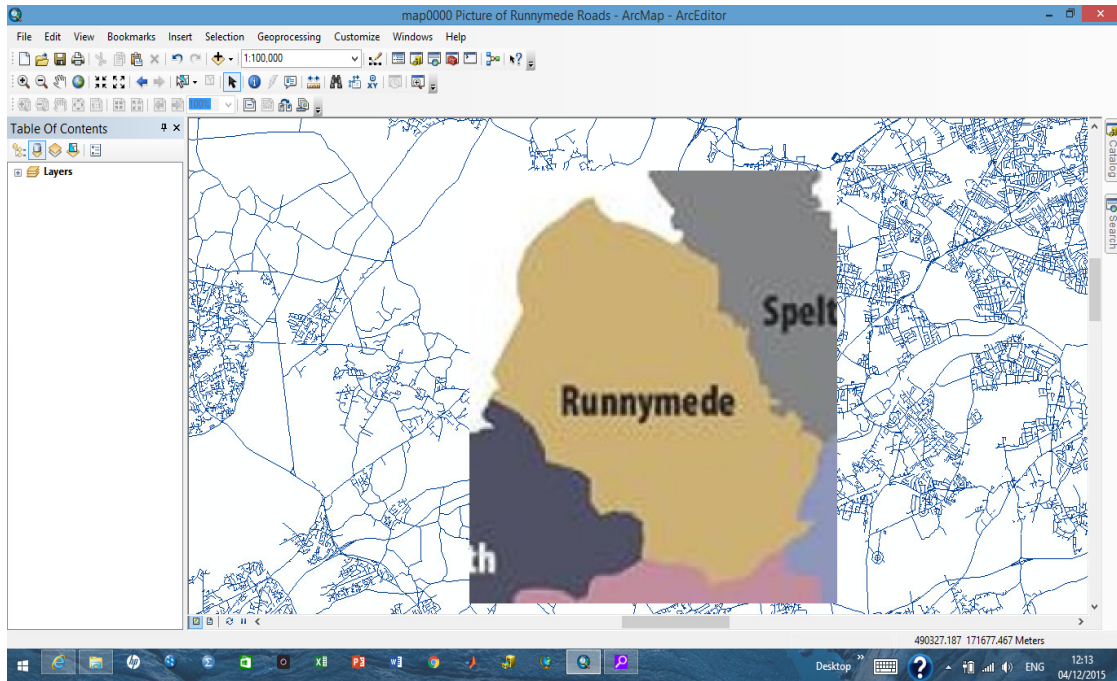 map0000 Picture of Runnymede Roads - ArcMap - ArcEditor
File Edit View Bookmarks Insert Selection Geoprocessing Customize Windows Help
1:100,000
100%
Table Of Contents
Layers
Catalog
Search
Spelt
Runnymede
th
490327.187 171677.467 Meters
Desktop
ENG
12:13
04/12/2015